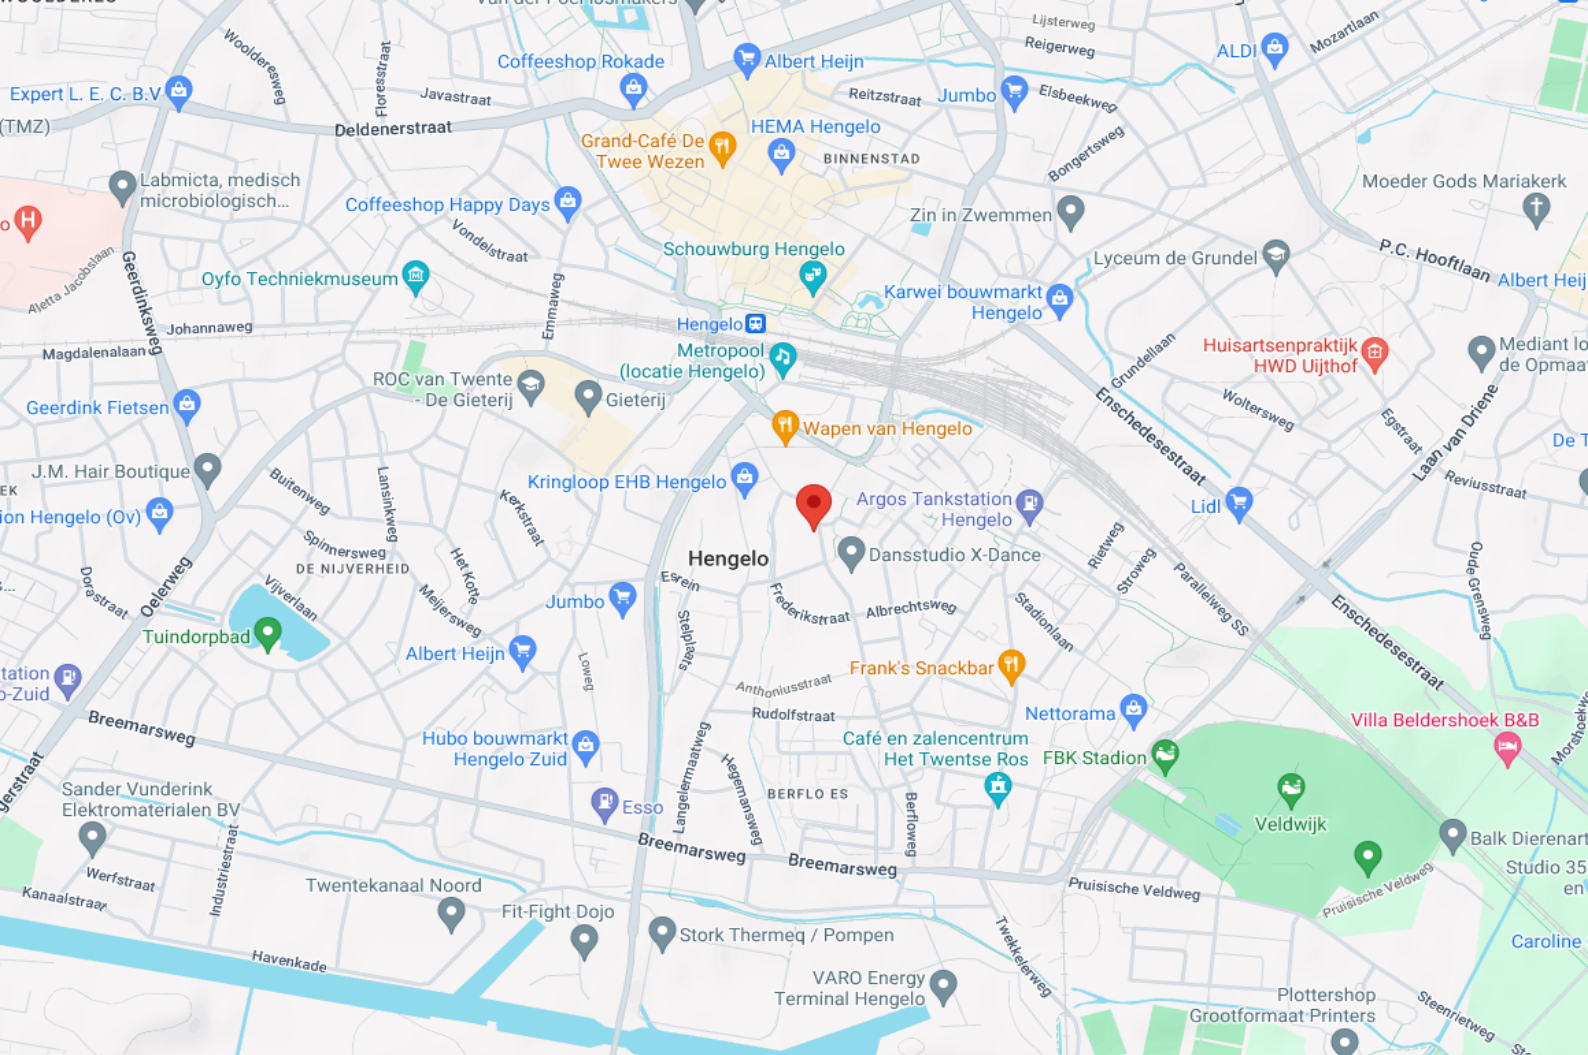 Lijsterweg
Mozartlaan
Reigerweg
Woolderesweg
Floresstraat
Coffeeshop Rokade
Albert Heijn
ALDI
Expert L. E. C. B.V
Javastraat
Reitzstraat
Jumbo
Elsbeekweg
(TMZ)
Deldenerstraat
HEMA Hengelo
Grand-Café De
Twee Wezen
BINNENSTAD
Bongertsweg
Labmicta, medisch
microbiologisch...
Moeder Gods Mariakerk
Coffeeshop Happy Days
Zin in Zwemmen
H
Vondelstraat
Schouwburg Hengelo
Lyceum de Grundel
P.C. Hooftlaan
Aletta Jacobslaan
Geerdinksweg
Oyfo Techniekmuseum
Karwei bouwmarkt
Hengelo
Albert Heij
Emmaweg
Johannaweg
Hengelo
Magdalenalaan
Metropool
(locatie Hengelo)
Grundellaan
Huisartsenpraktijk
HWD Uijthof
Mediant lo
de Opmaa
ROC van Twente
- De Gieterij
Gieterij
Geerdink Fietsen
Enschedesestraat
Woltersweg
Egstraat
Laan van Driene
Wapen van Hengelo
De T
J.M. Hair Boutique
Buitenweg
Lansinkweg
Kerkstraat
Kringloop EHB Hengelo
Argos Tankstation
Hengelo
Lidl
Reviusstraat
EK
ion Hengelo (Ov)
Spinnersweg
DE NIJVERHEID
Het Kotte
Hengelo
Dansstudio X-Dance
Rietweg
Stroweg
Parallelweg SS
Oude Grensweg
Dorastraat
Oelerweg
Vijverlaan
Meijersweg
Jumbo
Esrein
Frederikstraat
Albrechtsweg
Stadionlaan
Enschedesestraat
Tuindorpbad
Albert Heijn
Stelplaats
Loweg
Frank's Snackbar
tation
o-Zuid
Anthoniusstraat
Rudolfstraat
Nettorama
Villa Beldershoek B&B
Morshoekwe
Breemarsweg
Hubo bouwmarkt
Hengelo Zuid
Langelermaatweg
Hegemansweg
Café en zalencentrum
Het Twentse Ros
FBK Stadion
gerstraat
Sander Vunderink
Elektromaterialen BV
Esso
BERFLO ES
Berfloweg
Veldwijk
Balk Dierenart
Breemarsweg
Breemarsweg
Studio 35
en
Werfstraat
Industriestraat
Kanaalstraat
Twentekanaal Noord
Pruisische Veldweg
Pruisische Veldweg
Fit-Fight Dojo
Stork Thermeq / Pompen
Twekkelerweg
Caroline
Havenkade
VARO Energy
Terminal Hengelo
Plottershop
Grootformaat Printers
Steenrietweg